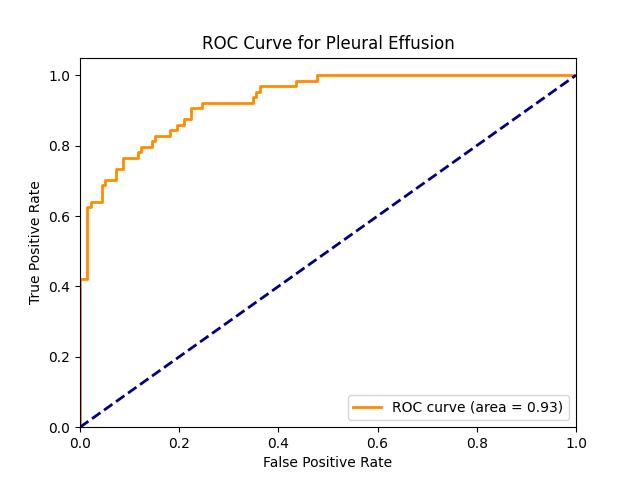 ROC Curve for Pleural Effusion
True Positive Rate
1.0
0.8
0.6
0.4
0.2
0.0
ROC curve (area = 0.93)
0.0 0.2 0.4 0.6 0.8 1.0
False Positive Rate